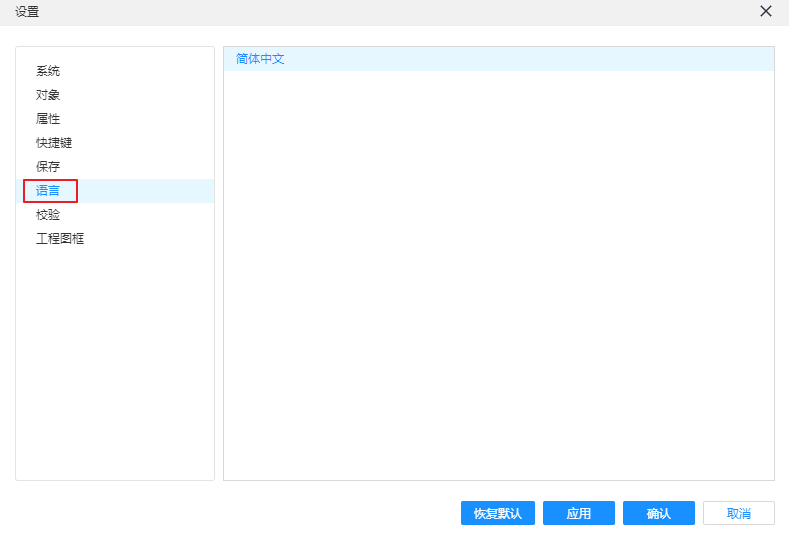 设置
系统
对象
属性
快捷键
保存
语言
校验
工程图框
简体中文
恢复默认
应用
确认
取消